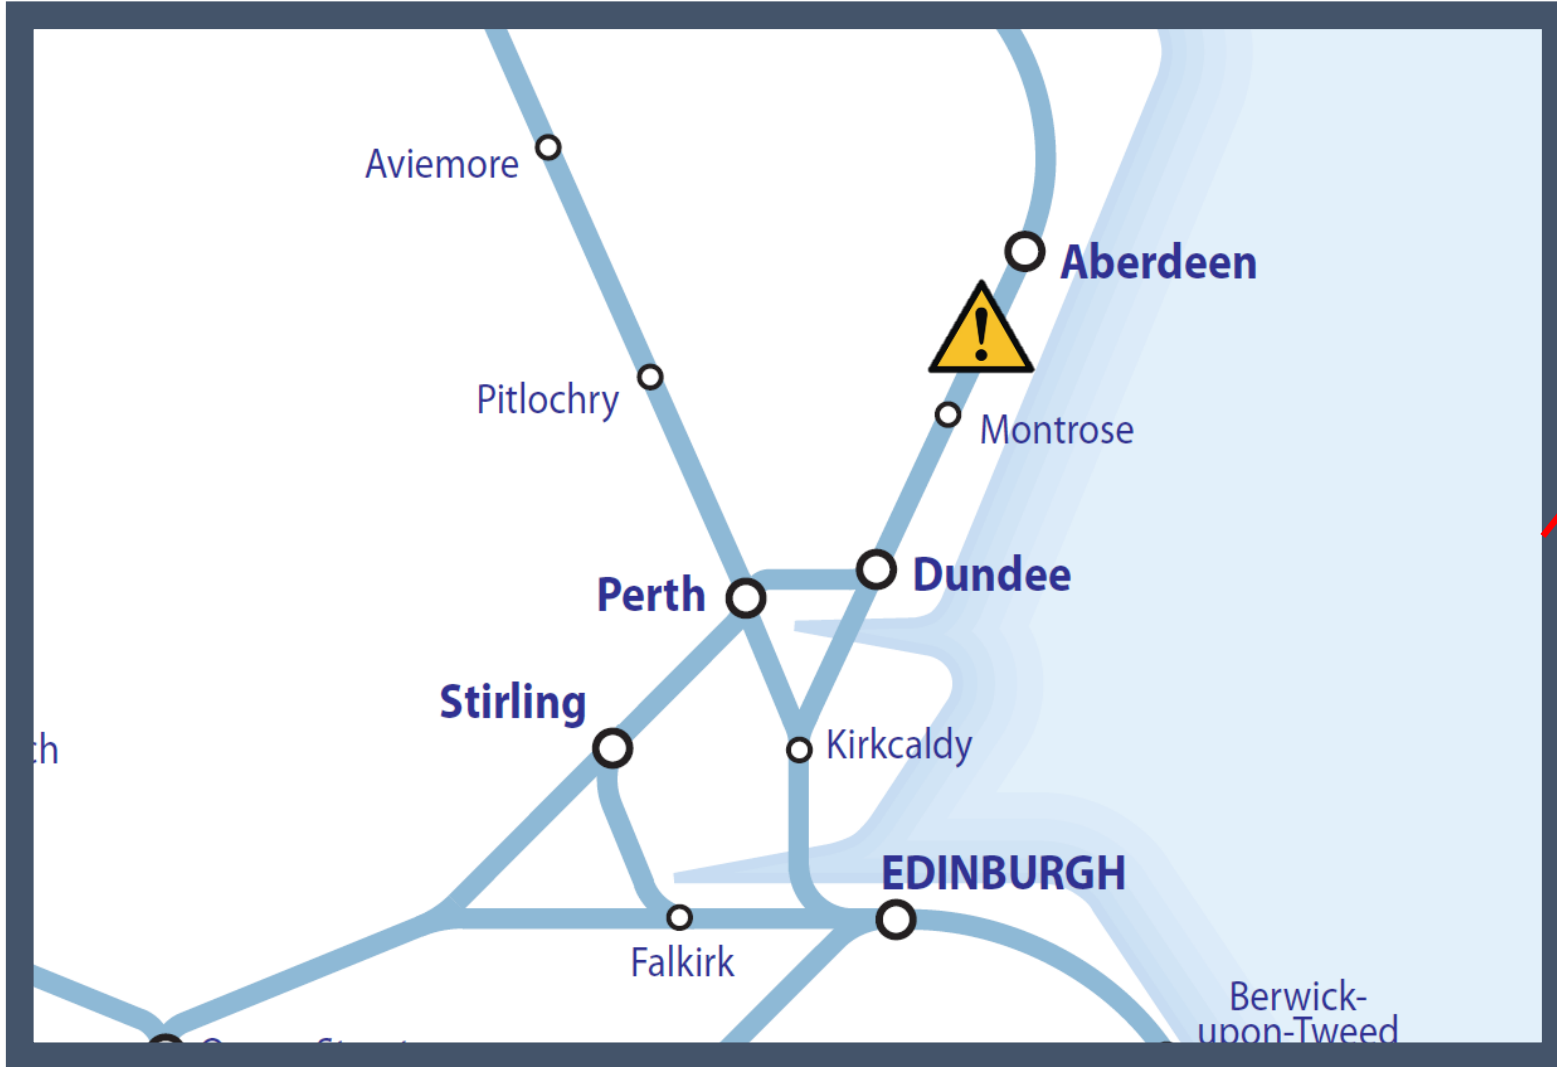 Aviemore
Aberdeen
!
Pitlochry
Montrose
Perth
Dundee
Stirling
Kirkcaldy
EDINBURGH
Falkirk
Berwick-
upon-Tweed